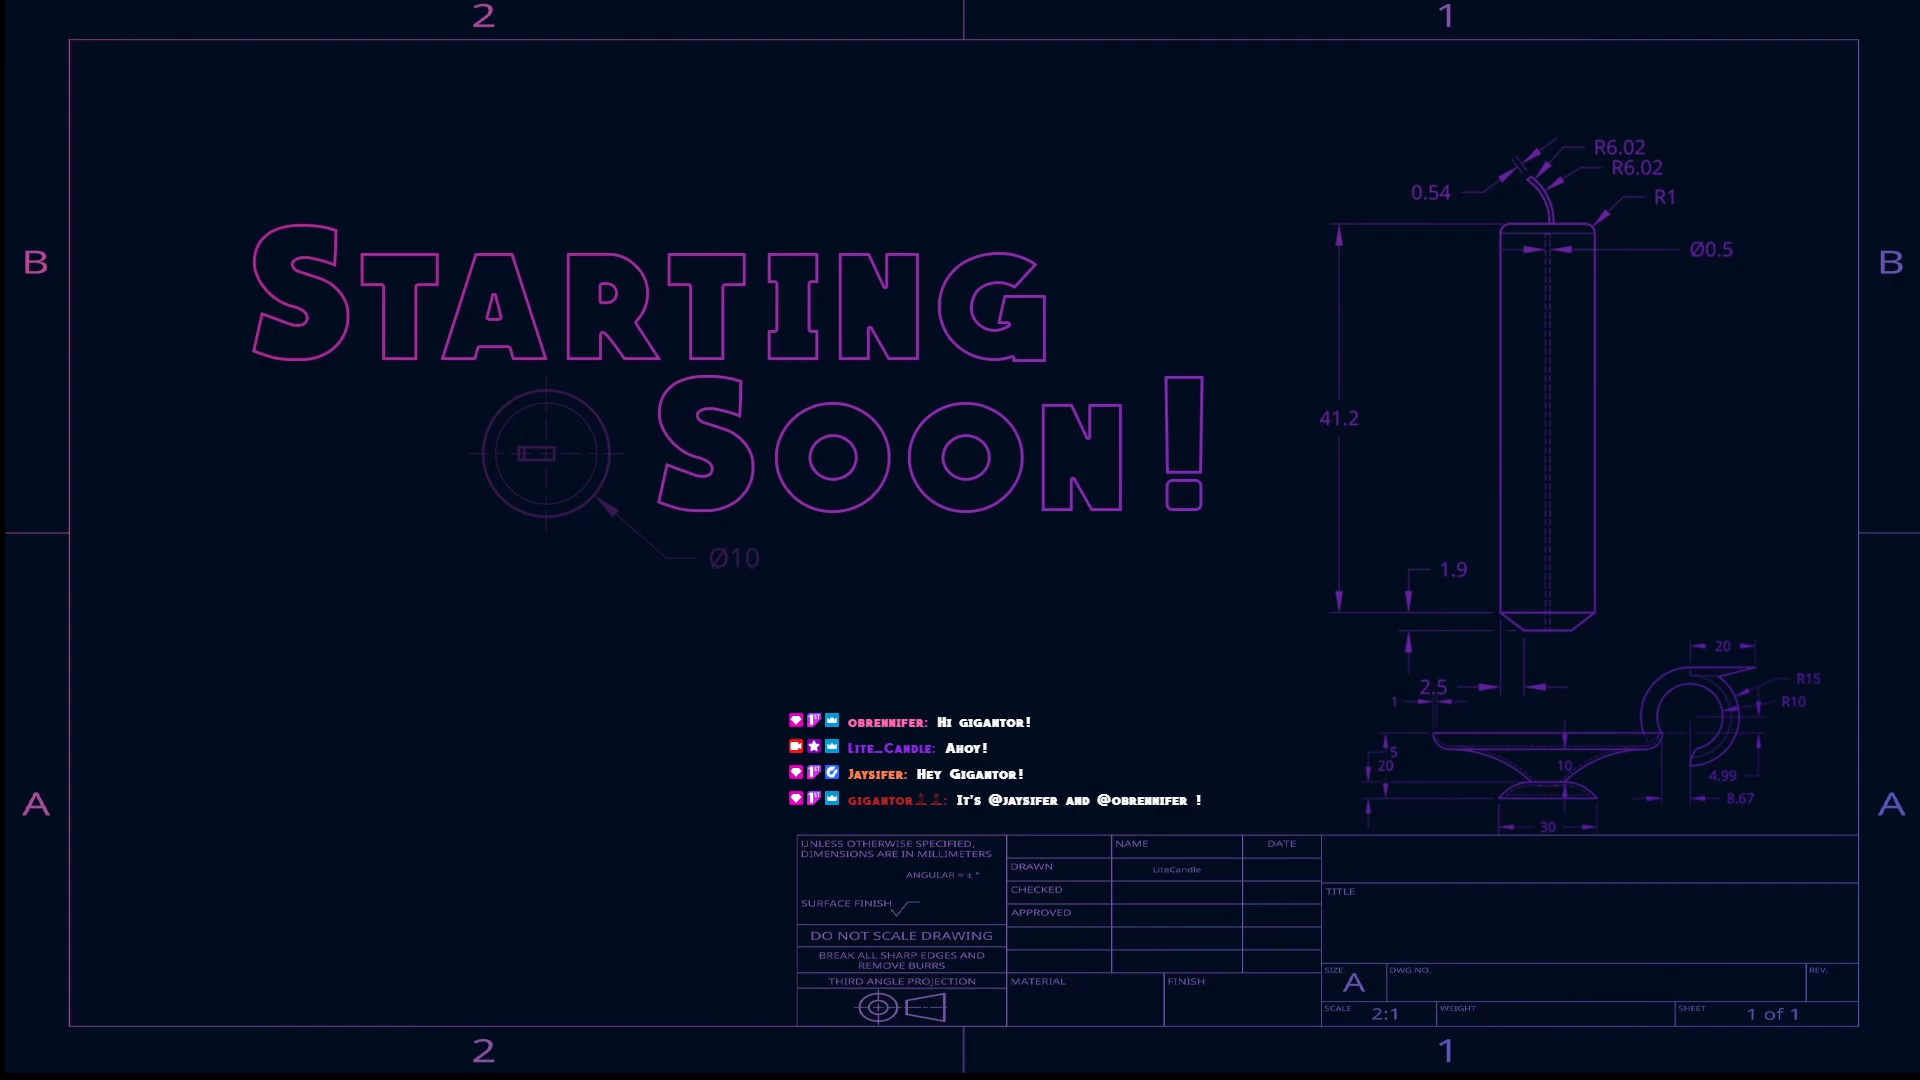 2 1
R6.02
R6.02
0.54
R1
Ø0.5
B B
STARTING
SOON!
41.2
Ø10
1.9
20
2.5
R15
1
R10
5
20
10
4.99
8.67
30
A A
OBRENNIFER: HI GIGANTOR!
LITE_CANDLE: AHOY!
JAYSIFER: HEY GIGANTOR!
GIGANTOR: IT'S @JAYSIFER AND @OBRENNIFER !
UNLESS OTHERWISE SPECIFIED,
DIMENSIONS ARE IN MILLIMETERS
ANGULAR = ± °
SURFACE FINISH
DO NOT SCALE DRAWING
BREAK ALL SHARP EDGES AND
REMOVE BURRS
THIRD ANGLE PROJECTION
NAME DATE
DRAWN LiteCandle
CHECKED
APPROVED
MATERIAL FINISH
TITLE
SIZE A DWG NO. REV.
SCALE 2:1 WEIGHT SHEET 1 of 1
2 1